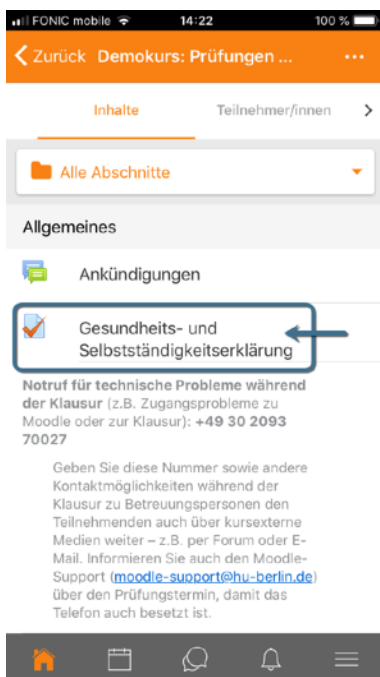 FONIC mobile 14:22 100 %
Zurück Demokurs: Prüfungen ... ...
Inhalte Teilnehmer/innen
Alle Abschnitte
Allgemeines
Ankündigungen
Gesundheits- und
Selbstständigkeitserklärung
Notruf für technische Probleme während
der Klausur (z.B. Zugangsprobleme zu
Moodle oder zur Klausur): +49 30 2093
70027
Geben Sie diese Nummer sowie andere
Kontaktmöglichkeiten während der
Klausur zu Betreuungspersonen den
Teilnehmenden auch über kursexterne
Medien weiter – z.B. per Forum oder E-
Mail. Informieren Sie auch den Moodle-
Support (moodle-support@hu-berlin.de)
über den Prüfungstermin, damit das
Telefon auch besetzt ist.